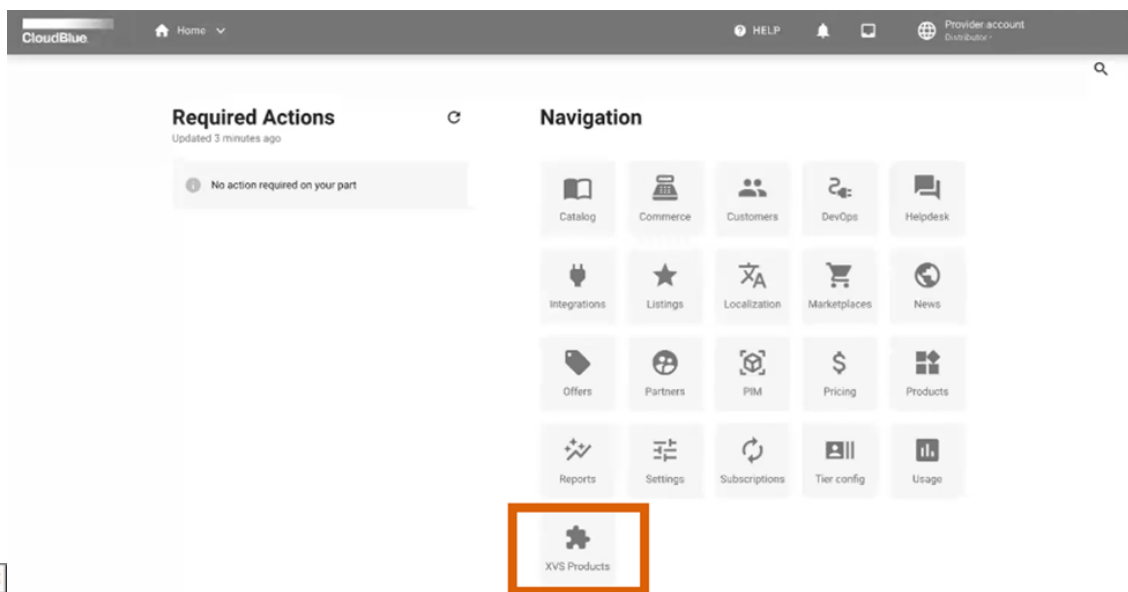 CloudBlue.
Home
HELP
Provider account
Distributor
Required Actions
Updated 3 minutes ago
No action required on your part
Navigation
Catalog
Commerce
Customers
DevOps
Helpdesk
Integrations
Listings
Localization
Marketplaces
News
Offers
Partners
PIM
Pricing
Products
Reports
Settings
Subscriptions
Tier config
Usage
XVS Products